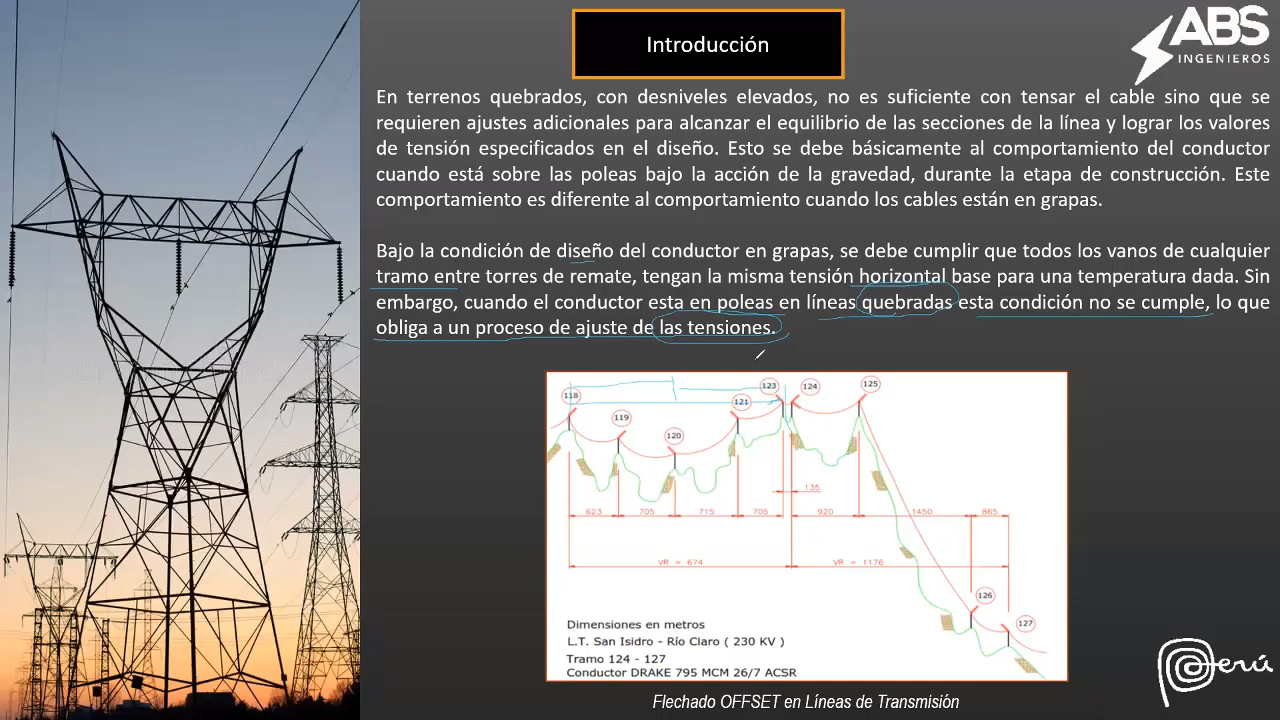 Introducción
ABS
INGENIEROS
En terrenos quebrados, con desniveles elevados, no es suficiente con tensar el cable sino que se
requieren ajustes adicionales para alcanzar el equilibrio de las secciones de la línea y lograr los valores
de tensión especificados en el diseño. Esto se debe básicamente al comportamiento del conductor
cuando está sobre las poleas bajo la acción de la gravedad, durante la etapa de construcción. Este
comportamiento es diferente al comportamiento cuando los cables están en grapas.
Bajo la condición de diseño del conductor en grapas, se debe cumplir que todos los vanos de cualquier
tramo entre torres de remate, tengan la misma tensión horizontal base para una temperatura dada. Sin
embargo, cuando el conductor esta en poleas en líneas quebradas esta condición no se cumple, lo que
obliga a un proceso de ajuste de las tensiones.
118
119
120
121
123
124
125
135
623
705
715
705
920
1450
865
VR = 674
VR = 1176
126
127
Dimensiones en metros
L.T. San Isidro - Río Claro ( 230 KV )
Tramo 124 - 127
Conductor DRAKE 795 MCM 26/7 ACSR
Flechado OFFSET en Líneas de Transmisión
Perú